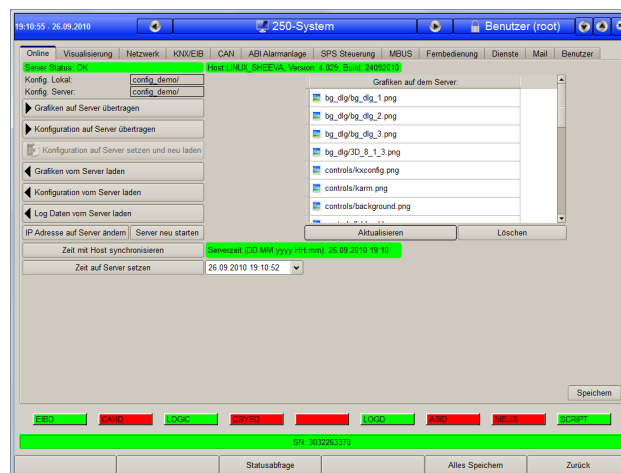 19:10:55 - 26.09.2010 250-System Benutzer (root)
Online Visualisierung Netzwerk KNX/EIB CAN ABI Alarmanlage SPS Steuerung MBUS Fernbedienung Dienste Mail Benutzer
Server Status: OK Host:LINUX_SHEEVA, Version: 4.029, Build: 24092010
Konfig. Lokal: config_demo/ Grafiken auf dem Server:
Konfig. Server: config_demo/
Grafiken auf Server übertragen
bg_dlg/bg_dlg_1.png
bg_dlg/bg_dlg_2.png
Konfiguration auf Server übertragen
bg_dlg/bg_dlg_3.png
Konfiguration auf Server setzen und neu laden
bg_dlg/3D_8_1_3.png
Grafiken vom Server laden
controls/kxconfig.png
Konfiguration vom Server laden
controls/karm.png
controls/background.png
Log Daten vom Server laden
IP Adresse auf Server ändern Server neu starten Aktualisieren Löschen
Zeit mit Host synchronisieren Serverzeit (DD.MM.yyyy HH:mm): 26.09.2010 19:10
Zeit auf Server setzen 26.09.2010 19:10:52
Speichern
EIBD CAND LOGIC CSYSD LOGD ABID MBUS SCRIPT
SN: 3032263370
Statusabfrage Alles Speichern Zurück